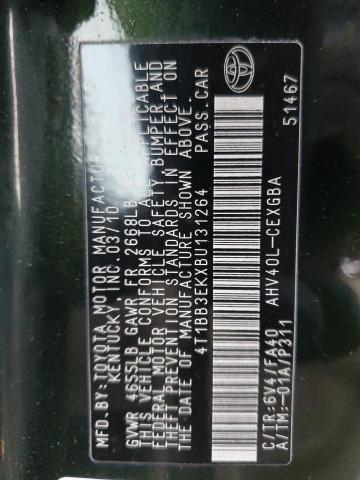 MFD. BY: TOYOTA MOTOR MANUFACTURING
KENTUCKY, INC. 03/10
GVWR 4655LB GAWR FR 2668LB
THIS VEHICLE CONFORMS TO ALL APPLICABLE
FEDERAL MOTOR VEHICLE SAFETY, BUMPER, AND
THEFT PREVENTION STANDARDS IN EFFECT ON
THE DATE OF MANUFACTURE SHOWN ABOVE.
4T1BB3EKXBU131264 PASS.CAR
C/TR:6V4/FA40 AHV40L-CEXGBA
A/TM:-01A/P311 51467
TOYOTA